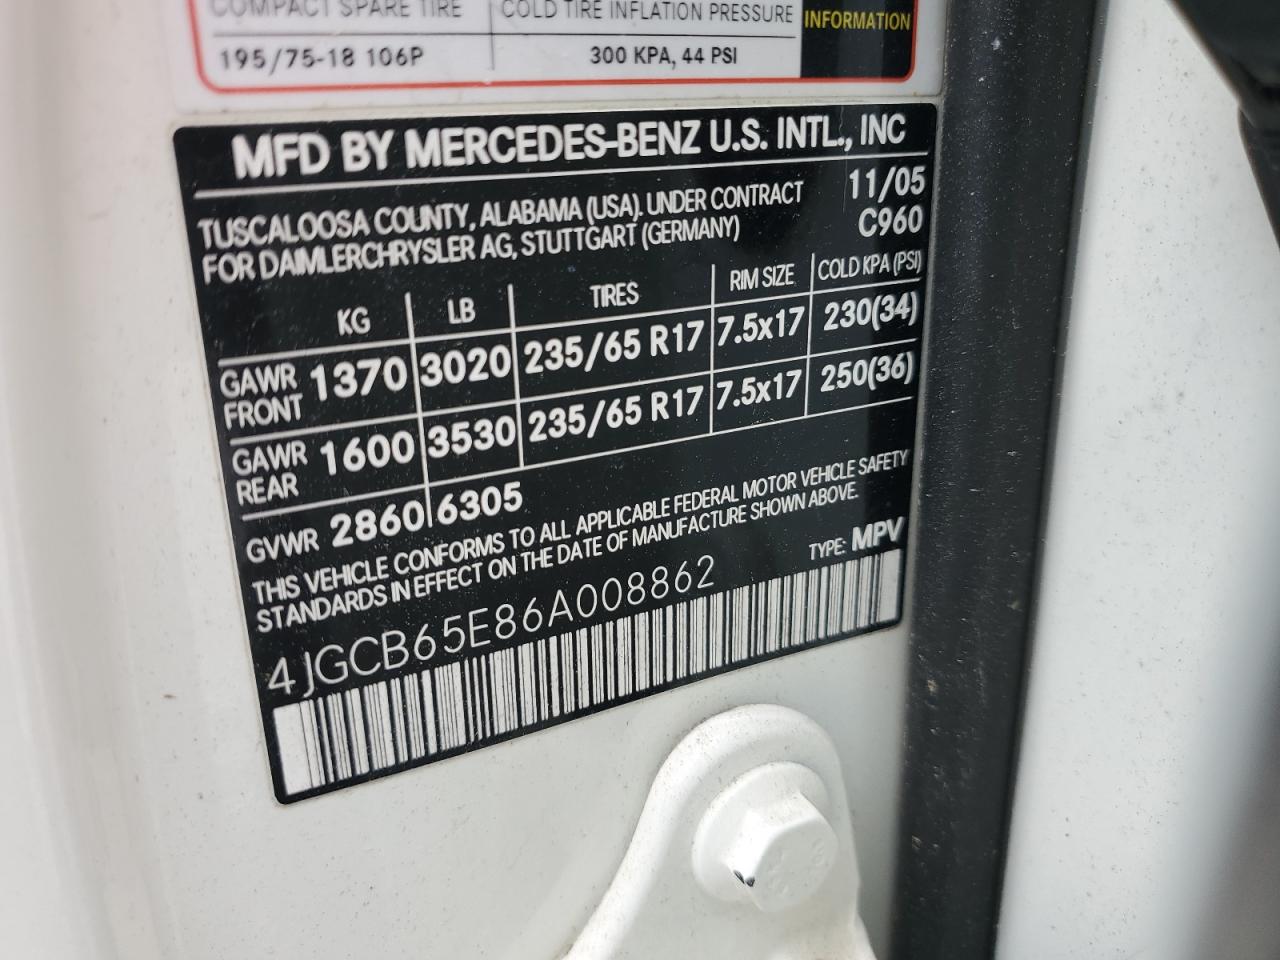 COMPACT SPARE TIRE COLD TIRE INFLATION PRESSURE INFORMATION
195/75-18 106P 300 KPA, 44 PSI
MFD BY MERCEDES-BENZ U.S. INTL., INC
TUSCALOOSA COUNTY, ALABAMA (USA). UNDER CONTRACT 11/05
FOR DAIMLERCHRYSLER AG, STUTTGART (GERMANY) C960
KG LB TIRES RIM SIZE COLD KPA (PSI)
GAWR FRONT 1370 3020 235/65 R17 7.5x17 230(34)
GAWR REAR 1600 3530 235/65 R17 7.5x17 250(36)
GVWR 2860 6305
THIS VEHICLE CONFORMS TO ALL APPLICABLE FEDERAL MOTOR VEHICLE SAFETY
STANDARDS IN EFFECT ON THE DATE OF MANUFACTURE SHOWN ABOVE.
4JGCB65E86A008862 TYPE: MPV